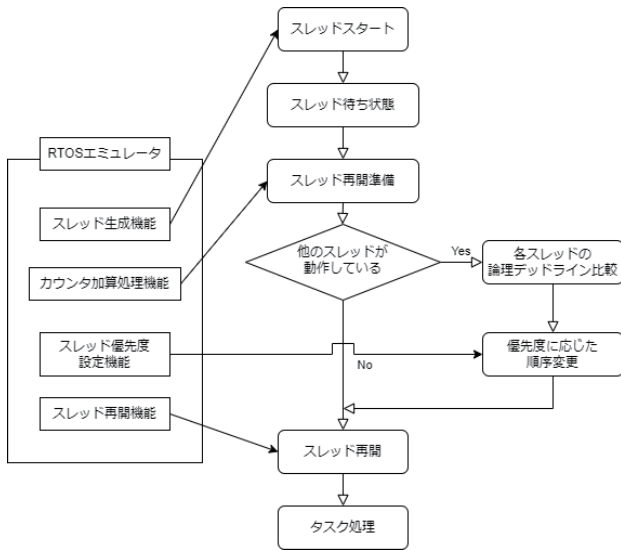 スレッドスタート
スレッド待ち状態
RTOSエミュレータ
スレッド再開準備
スレッド生成機能
他のスレッドが
動作している
Yes
各スレッドの
論理デッドライン比較
カウンタ加算処理機能
スレッド優先度
設定機能
No
優先度に応じた
順序変更
スレッド再開機能
スレッド再開
タスク処理